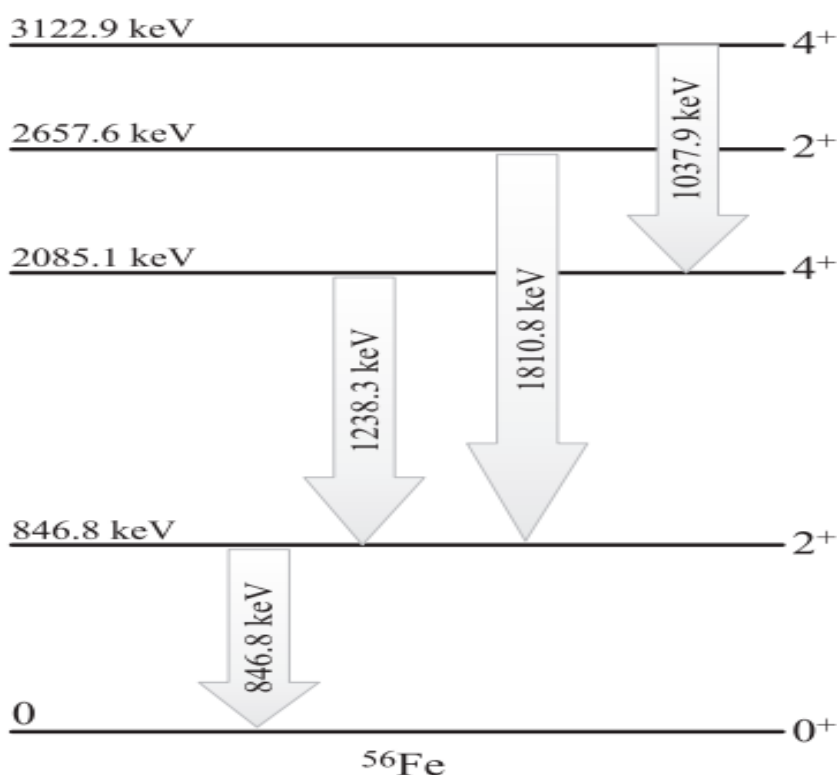 3122.9 keV 4⁺
1037.9 keV
2657.6 keV 2⁺
1810.8 keV
2085.1 keV 4⁺
1238.3 keV
846.8 keV 2⁺
846.8 keV
0 0⁺
⁵⁶Fe